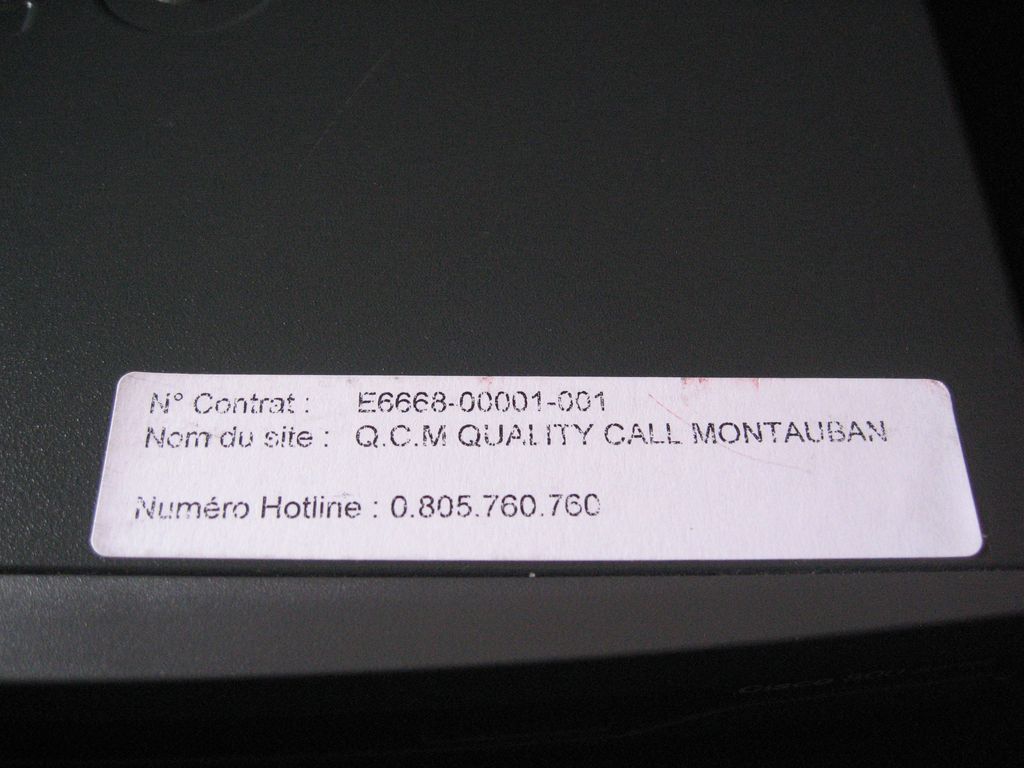 N° Contrat : E6668-00001-001
Nom du site : Q.C.M QUALITY CALL MONTAUBAN
Numéro Hotline : 0.805.760.760